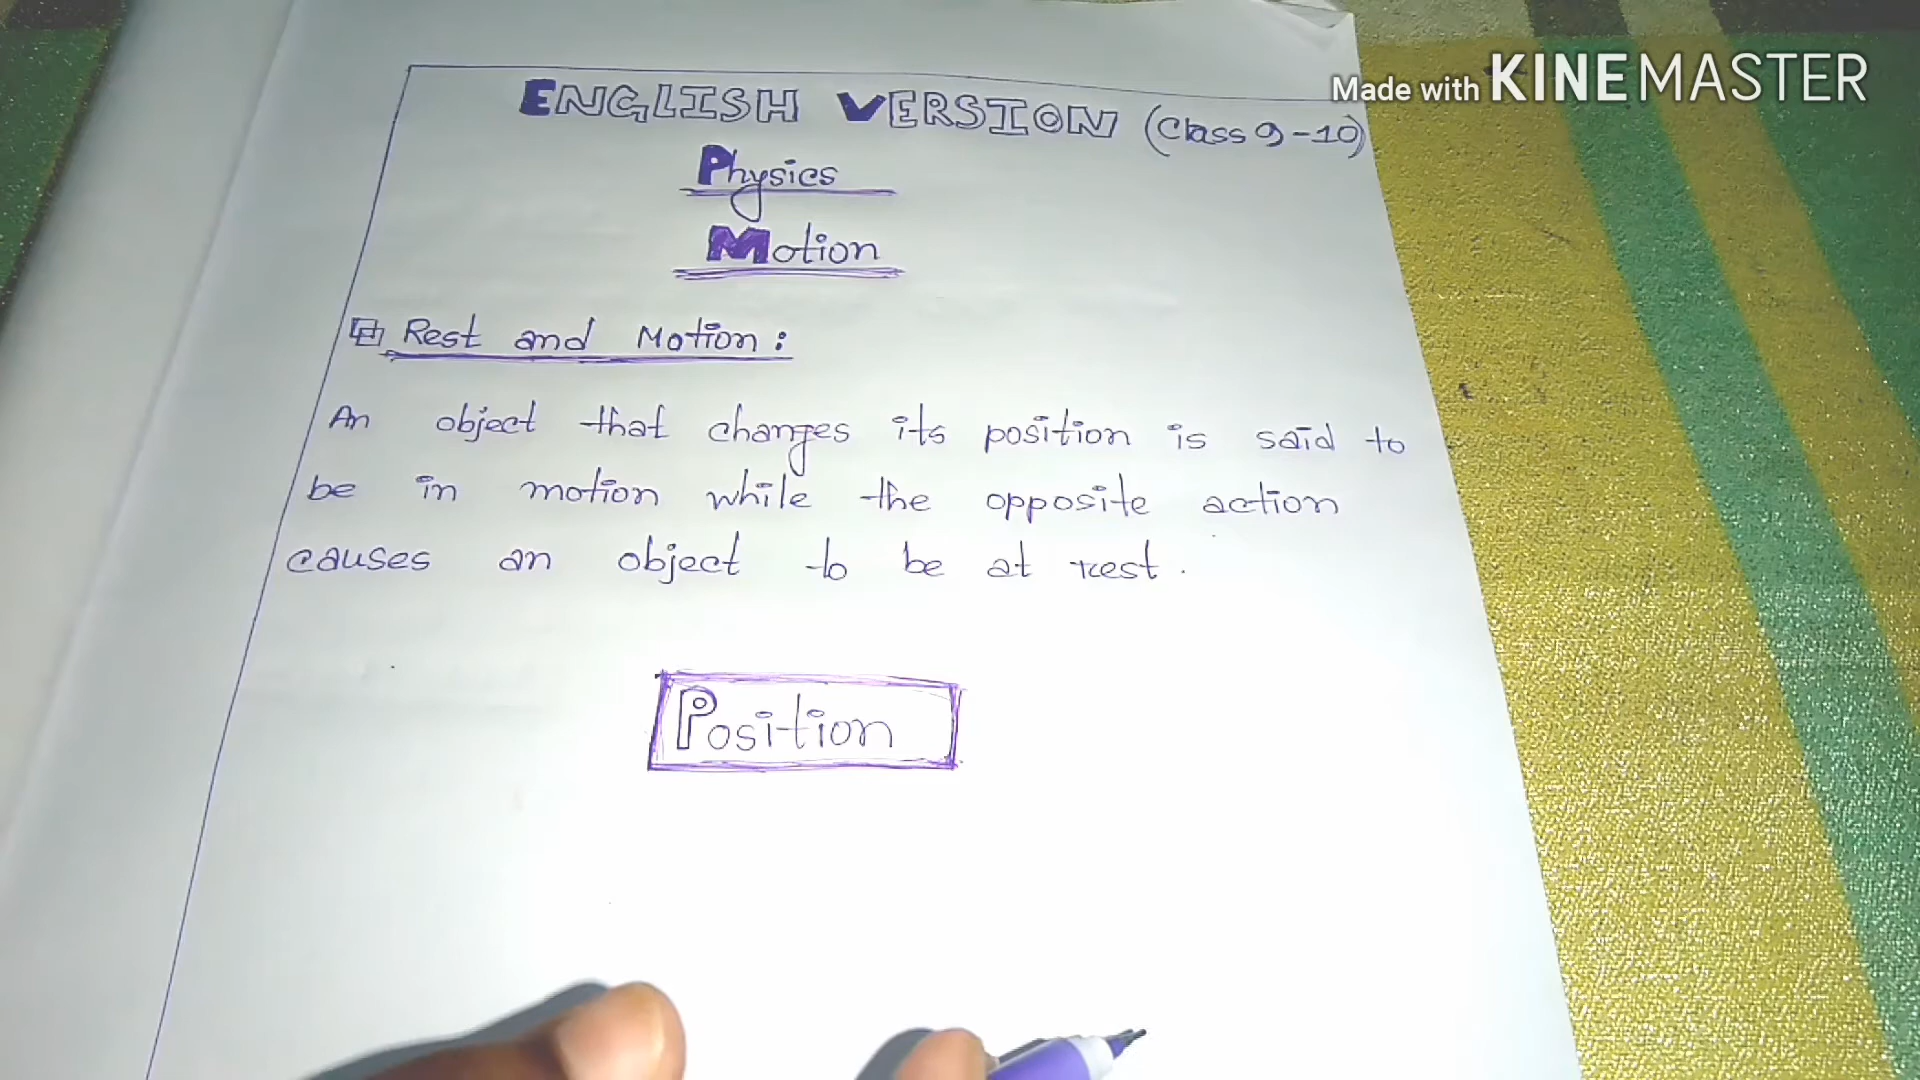 Made with KINEMASTER
ENGLISH VERSION (Class 9-10)
Physics
Motion
Rest and Motion:
An object that changes its position is said to
be in motion while the opposite action
causes an object to be at rest.
Position